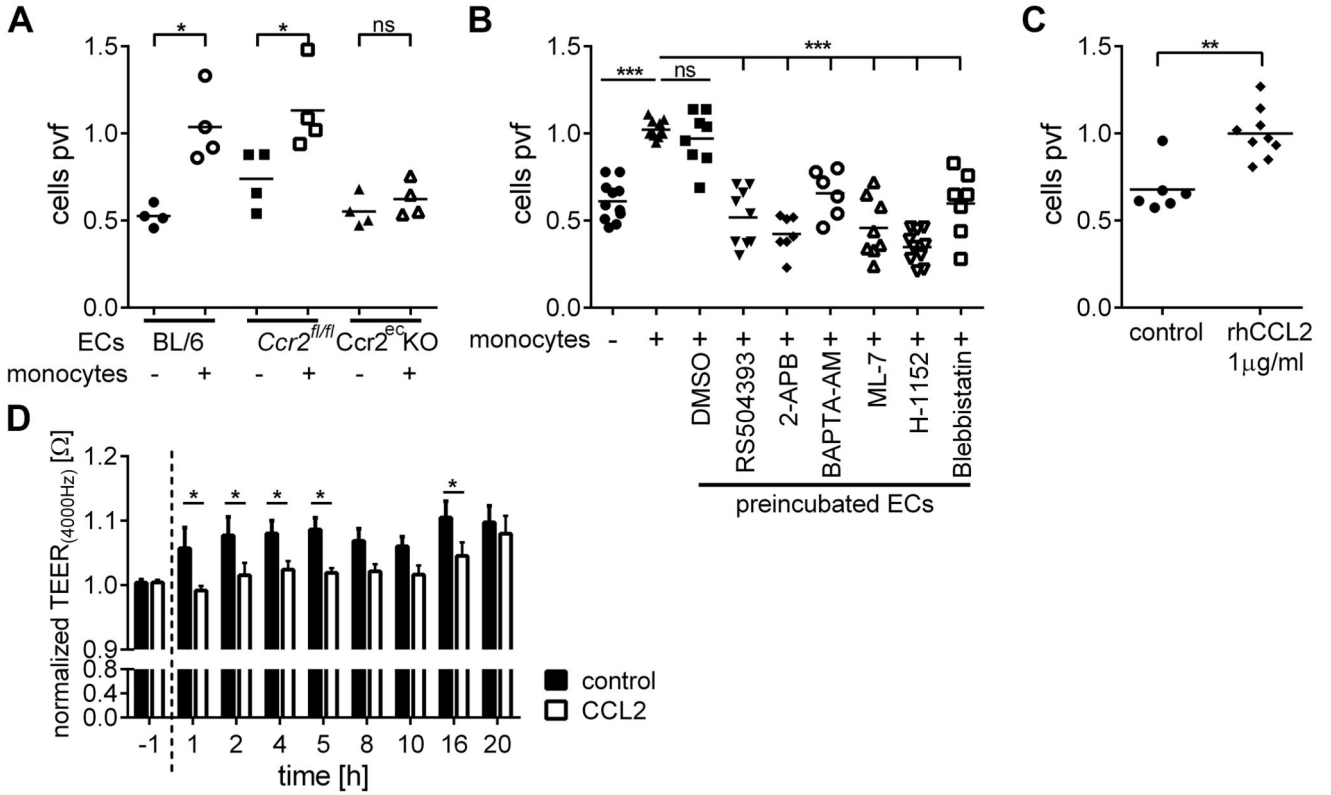 A
cells pvf
1.5
1.0
0.5
0.0
* * ns
ECs BL/6 Ccr2fl/fl Ccr2ecKO
monocytes - + - + - +
B
cells pvf
1.5
1.0
0.5
0.0
***
*** ns
monocytes - + + + + + + + +
DMSO
RS504393
2-APB
BAPTA-AM
ML-7
H-1152
Blebbistatin
preincubated ECs
C
cells pvf
1.5
1.0
0.5
0.0
**
control rhCCL2
1μg/ml
D
normalized TEER(4000Hz) [Ω]
1.2
1.1
1.0
0.9
0.8
0.4
0.0
* * * * *
-1 1 2 4 5 8 10 16 20
time [h]
control
CCL2